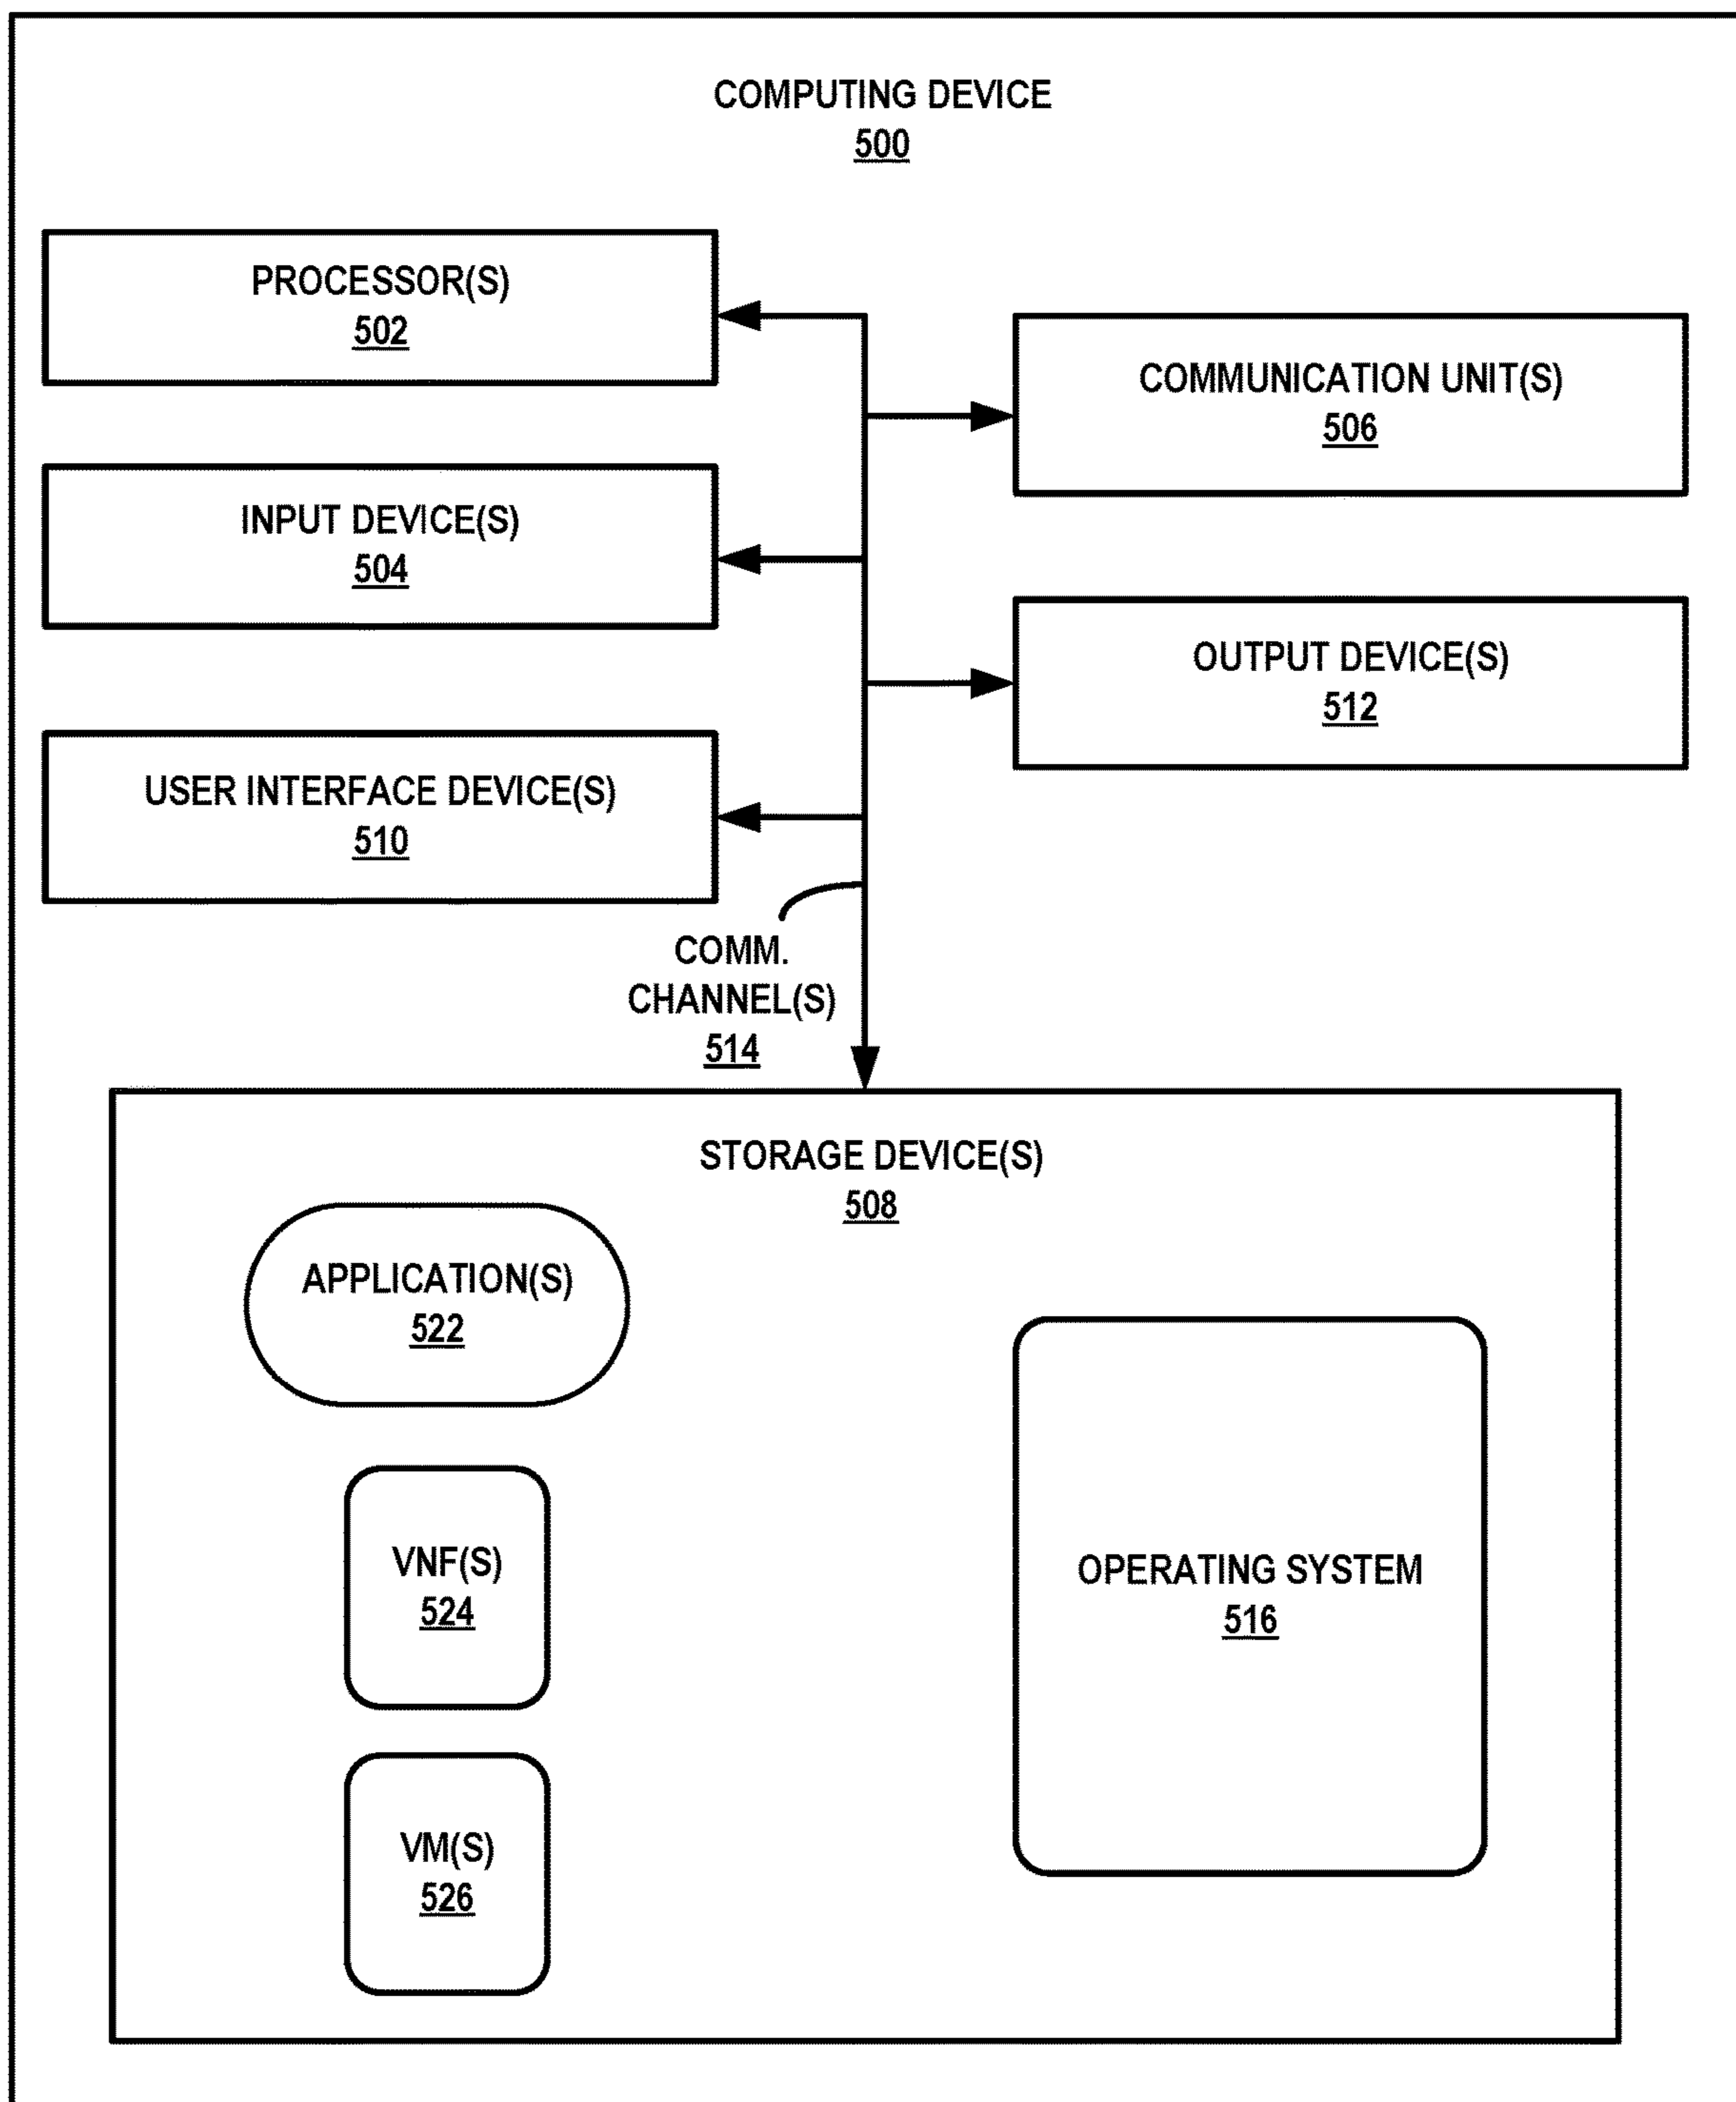 COMPUTING DEVICE
500
PROCESSOR(S)
502
COMMUNICATION UNIT(S)
506
INPUT DEVICE(S)
504
OUTPUT DEVICE(S)
512
USER INTERFACE DEVICE(S)
510
COMM.
CHANNEL(S)
514
STORAGE DEVICE(S)
508
APPLICATION(S)
522
VNF(S)
524
OPERATING SYSTEM
516
VM(S)
526